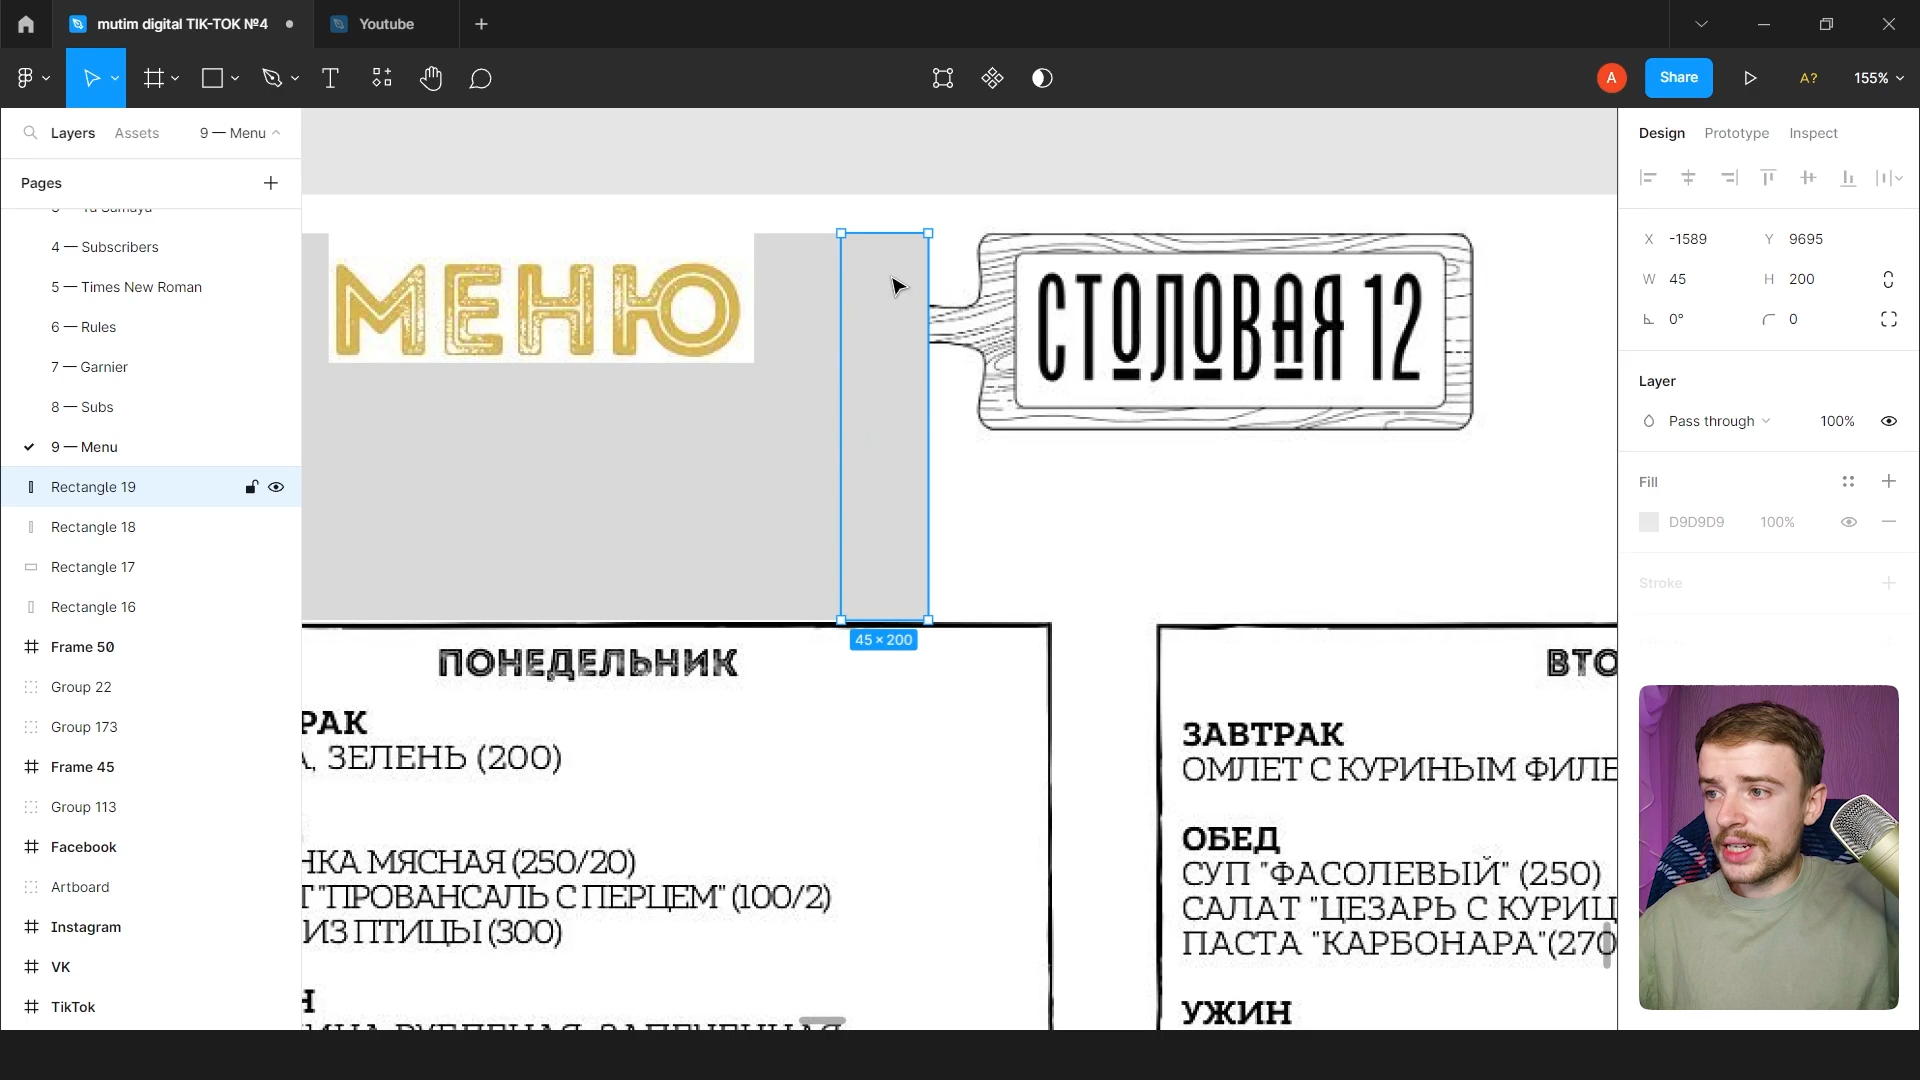 mutim digital TIK-TOK №4
Youtube
A
Share
A?
155%
Layers
Assets
9 — Menu
Design
Prototype
Inspect
Pages
4 — Subscribers
5 — Times New Roman
6 — Rules
7 — Garnier
8 — Subs
9 — Menu
Rectangle 19
Rectangle 18
Rectangle 17
Rectangle 16
Frame 50
Group 22
Group 173
Frame 45
Group 113
Facebook
Artboard
Instagram
VK
TikTok
МЕНЮ
СТОЛОВАЯ 12
45 × 200
ПОНЕДЕЛЬНИК
РАК
А, ЗЕЛЕНЬ (200)
НКА МЯСНАЯ (250/20)
Т "ПРОВАНСАЛЬ С ПЕРЦЕМ" (100/2)
ИЗ ПТИЦЫ (300)
Н
ВТО
ЗАВТРАК
ОМЛЕТ С КУРИНЫМ ФИЛЕ
ОБЕД
СУП "ФАСОЛЕВЫЙ" (250)
САЛАТ "ЦЕЗАРЬ С КУРИЦ
ПАСТА "КАРБОНАРА"(270
УЖИН
X -1589
Y 9695
W 45
H 200
0°
0
Layer
Pass through
100%
Fill
D9D9D9
100%
Stroke